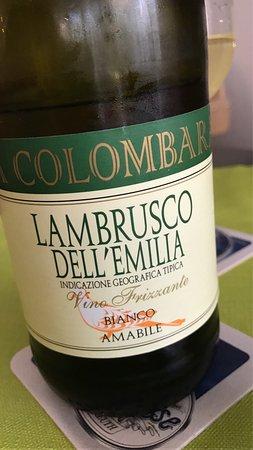 COLOMBAR
LAMBRUSCO
DELL'EMILIA
INDICAZIONE GEOGRAFICA TIPICA
Vino Frizzante
BIANCO
AMABILE